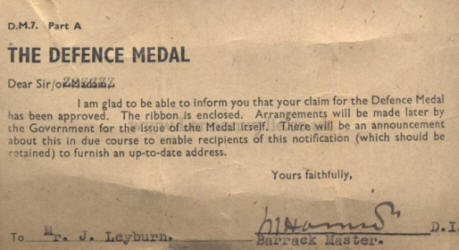 D.M.7. Part A
THE DEFENCE MEDAL
Dear Sir/or Madam,
I am glad to be able to inform you that your claim for the Defence Medal
has been approved. The ribbon is enclosed. Arrangements will be made later by
the Government for the issue of the Medal itself. There will be an announcement
about this in due course to enable recipients of this notification (which should be
retained) to furnish an up-to-date address.
Yours faithfully,
D.I.
To Mr. J. Leyburn. Barrack Master.